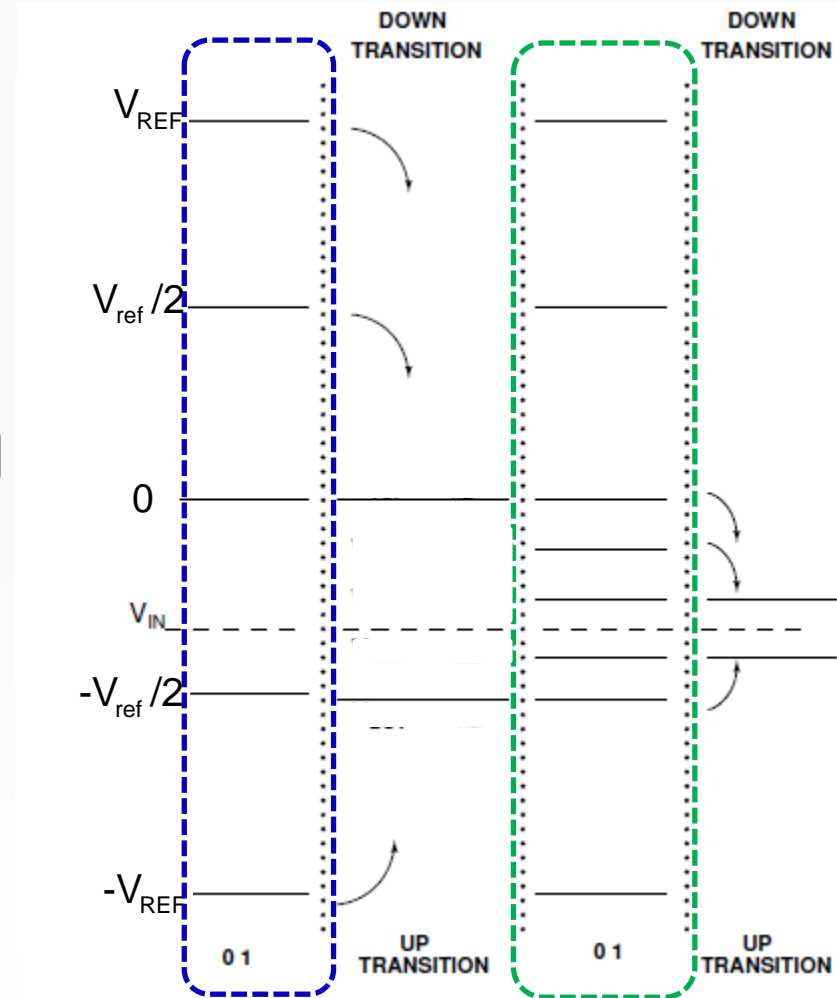 DOWN
TRANSITION
DOWN
TRANSITION
VREF
Vref /2
0
VIN
-Vref /2
-VREF
0 1
UP
TRANSITION
0 1
UP
TRANSITION